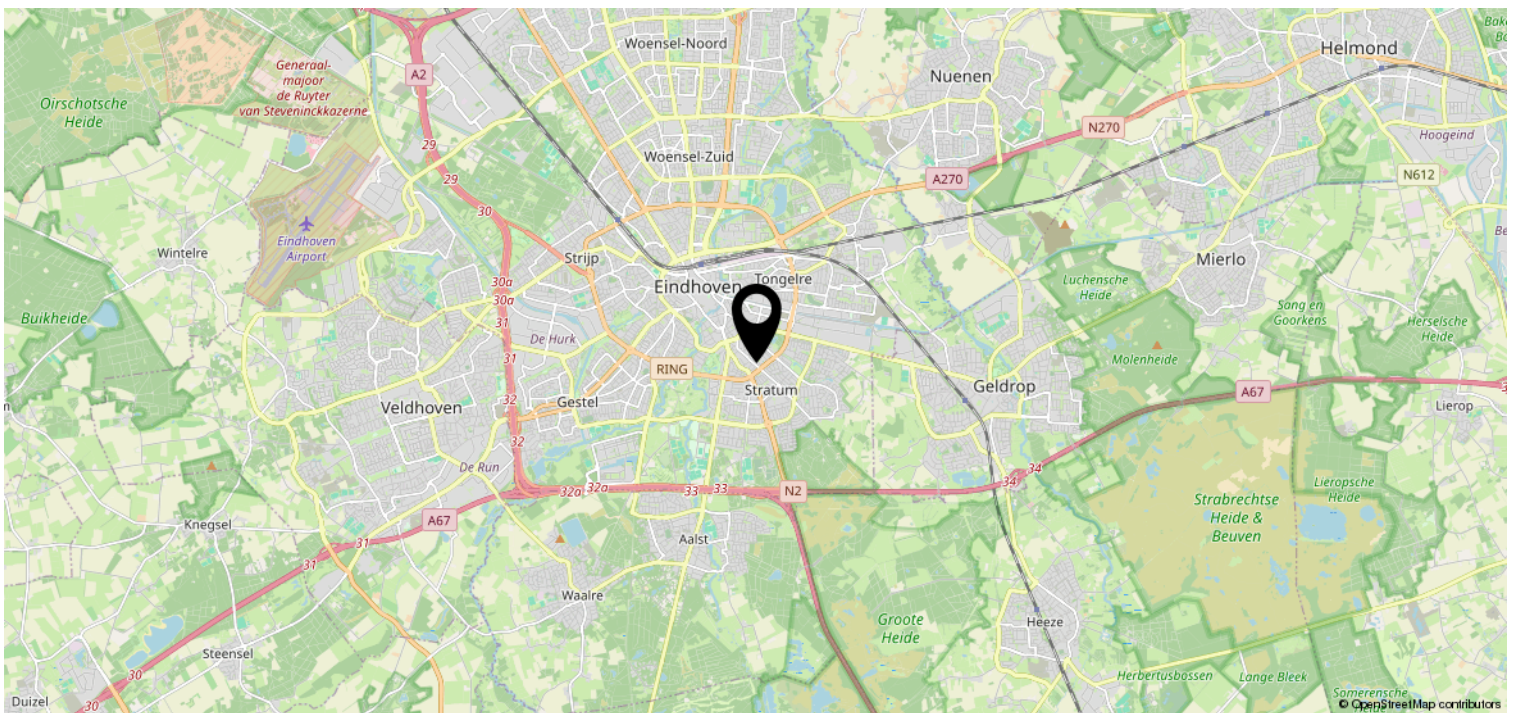 Woensel-Noord
Helmond
Generaal-
majoor
de Ruyter
van Steveninckkazerne
A2
Nuenen
Oirschotsche
Heide
N270
Hoogeind
29
Woensel-Zuid
A270
N612
29
30
Eindhoven
Airport
Wintelre
Strijp
Mierlo
Eindhoven
Tongelre
30a
30a
Luchensche
Heide
Sang en
Goorkens
Buikheide
31
Herselsche
Heide
De Hurk
31
Molenheide
RING
Geldrop
Stratum
A67
32
Gestel
Veldhoven
Lierop
32
De Run
34
34
32a
32a
33
33
N2
Lieropsche
Heide
Strabrechtse
Heide &
Beuven
A67
Knegsel
31
31
Aalst
Waalre
Groote
Heide
Heeze
Steensel
30
Herbertusbossen
Lange Bleek
Somerensche
Duizel
30
© OpenStreetMap contributors